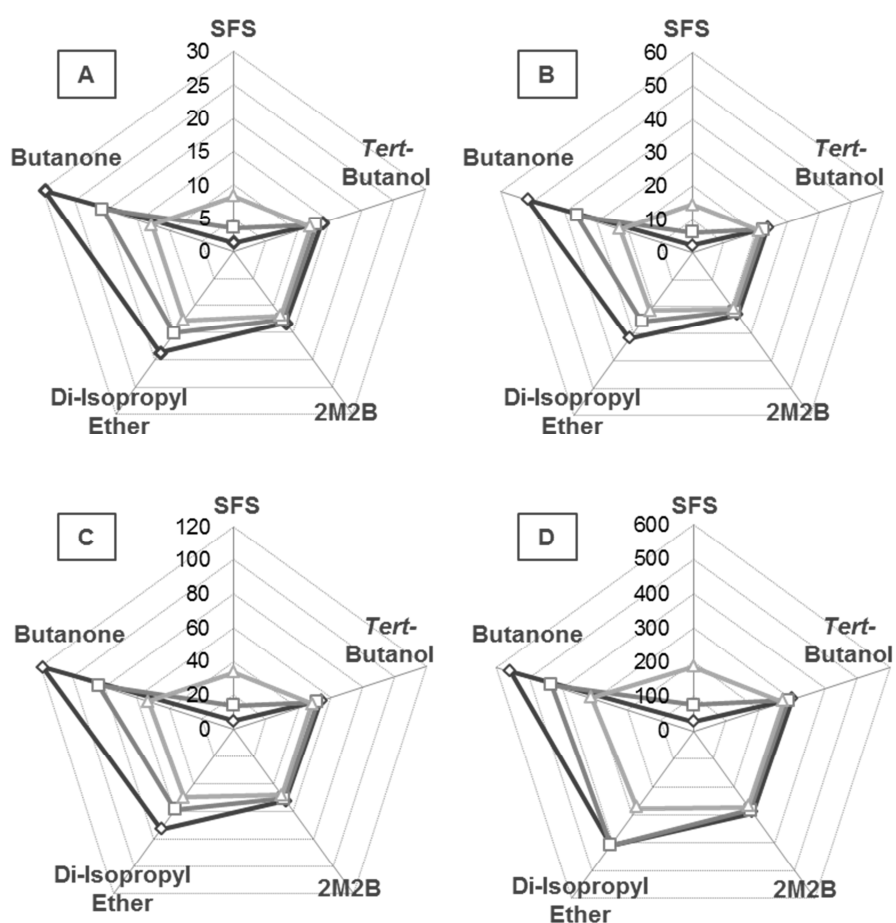 A
SFS
30
25
20
15
10
5
0
Butanone
Tert-
Butanol
Di-Isopropyl
Ether
2M2B
B
SFS
60
50
40
30
20
10
0
Butanone
Tert-
Butanol
Di-Isopropyl
Ether
2M2B
C
SFS
120
100
80
60
40
20
0
Butanone
Tert-
Butanol
Di-Isopropyl
Ether
2M2B
D
SFS
600
500
400
300
200
100
0
Butanone
Tert-
Butanol
Di-Isopropyl
Ether
2M2B